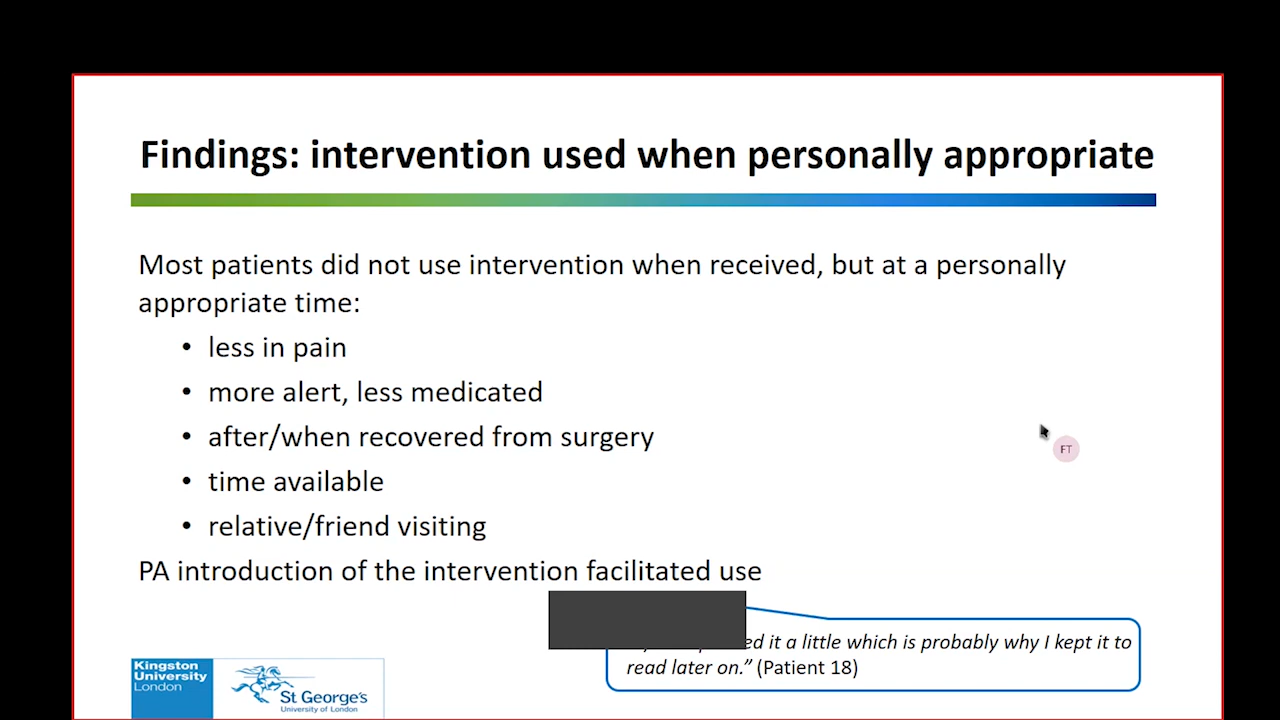 Findings: intervention used when personally appropriate
Most patients did not use intervention when received, but at a personally
appropriate time:
• less in pain
• more alert, less medicated
• after/when recovered from surgery
• time available
• relative/friend visiting
PA introduction of the intervention facilitated use
it a little which is probably why I kept it to
read later on.” (Patient 18)
FT
Kingston
University
London
St George's
University of London